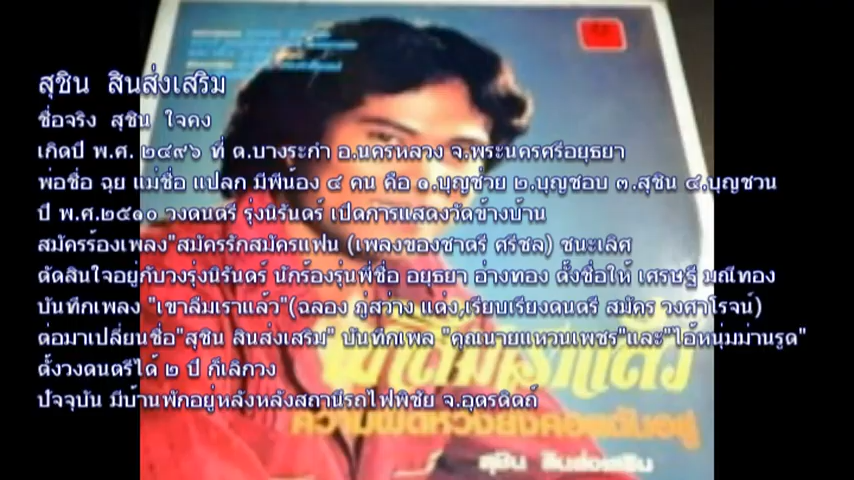 สุชิน สินส่งเสริม
ชื่อจริง สุชิน ใจคง
เกิดปี พ.ศ. ๒๔๙๖ ที่ ต.บางระกำ อ.นครหลวง จ.พระนครศรีอยุธยา
พ่อชื่อ ฉุย แม่ชื่อ แปลก มีพี่น้อง ๔ คน คือ ๑.บุญช่วย ๒.บุญชอบ ๓.สุชิน ๔.บุญชวน
ปี พ.ศ.๒๕๑๐ วงดนตรี รุ่งนิรันดร์ เปิดการแสดงวัดข้างบ้าน
สมัครร้องเพลง"สมัครรักสมัครแฟน (เพลงของชาตรี ศรีชล) ชนะเลิศ
ตัดสินใจอยู่กับวงรุ่งนิรันดร์ นักร้องรุ่นพี่ชื่อ อยุธยา อ่างทอง ตั้งชื่อให้ เศรษฐี มณีทอง
บันทึกเพลง "เขาลืมเราแล้ว"(ฉลอง ภู่สว่าง แต่ง,เรียบเรียงดนตรี สมัคร วงศาโรจน์)
ต่อมาเปลี่ยนชื่อ"สุชิน สินส่งเสริม" บันทึกเพล "คุณนายแหวนเพชร"และ"ไอ้หนุ่มม่านรูด"
ตั้งวงดนตรีได้ ๒ ปี ก็เลิกวง
ปัจจุบัน มีบ้านพักอยู่หลังหลังสถานีรถไฟพิชัย จ.อุตรดิตถ์
ความผิดหวังยังคอยฉันอยู่
สุชิน สินส่งเสริม